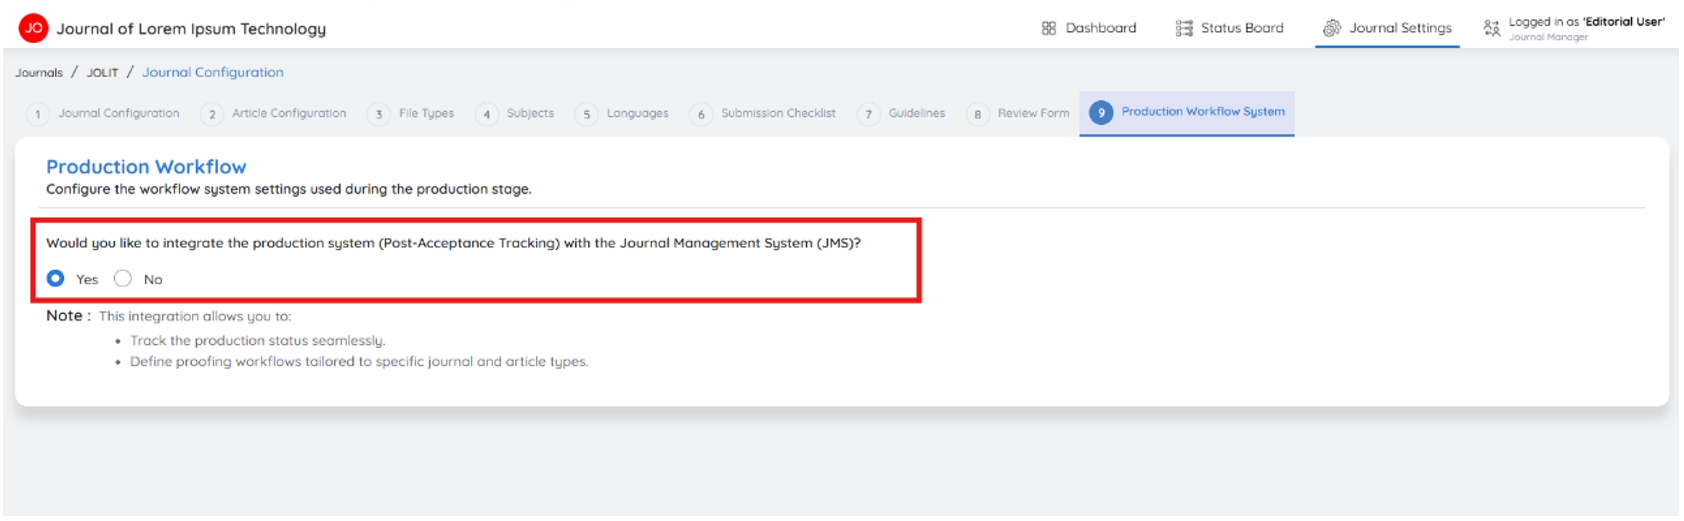 JO Journal of Lorem Ipsum Technology Dashboard Status Board Journal Settings Logged in as 'Editorial User'
Journal Manager
Journals / JOLIT / Journal Configuration
1 Journal Configuration 2 Article Configuration 3 File Types 4 Subjects 5 Languages 6 Submission Checklist 7 Guidelines 8 Review Form 9 Production Workflow System
Production Workflow
Configure the workflow system settings used during the production stage.
Would you like to integrate the production system (Post-Acceptance Tracking) with the Journal Management System (JMS)?
Yes No
Note : This integration allows you to:
• Track the production status seamlessly.
• Define proofing workflows tailored to specific journal and article types.